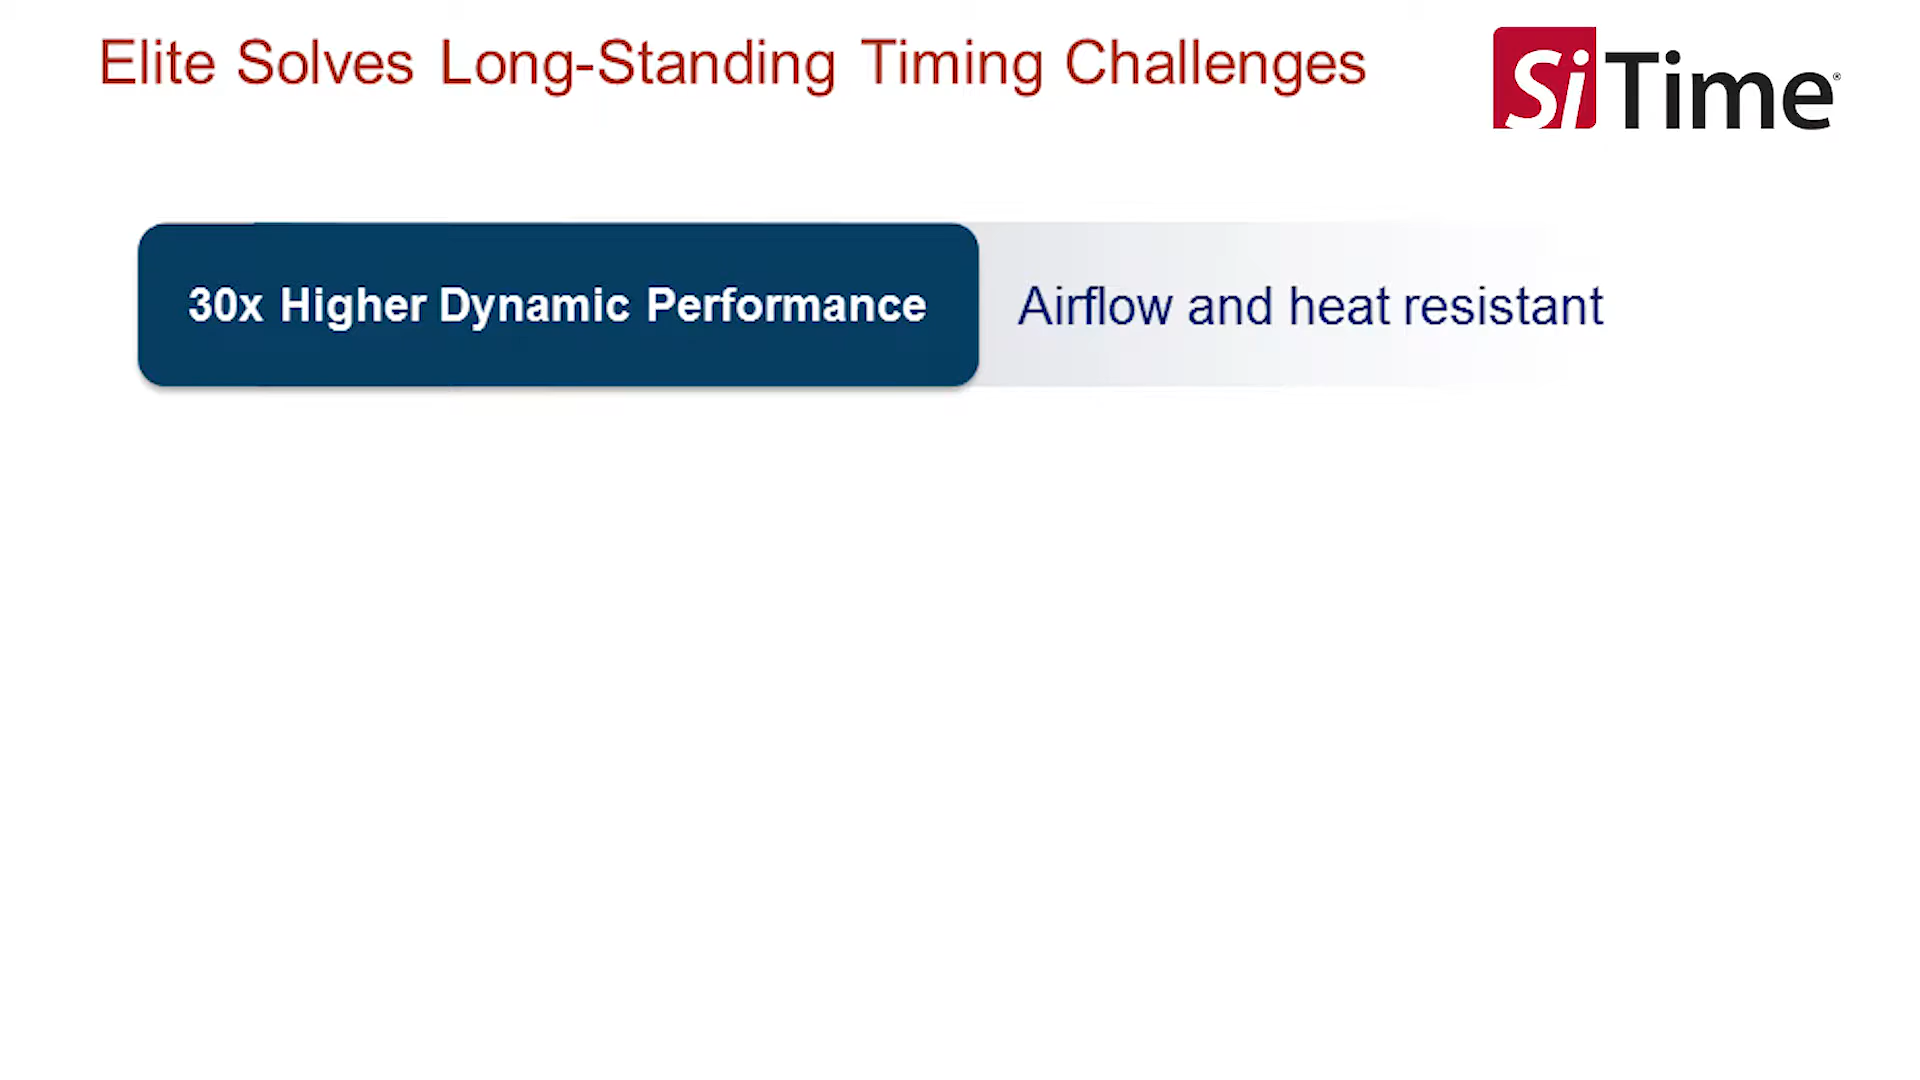 Elite Solves Long-Standing Timing Challenges
SiTime®
30x Higher Dynamic Performance
Airflow and heat resistant